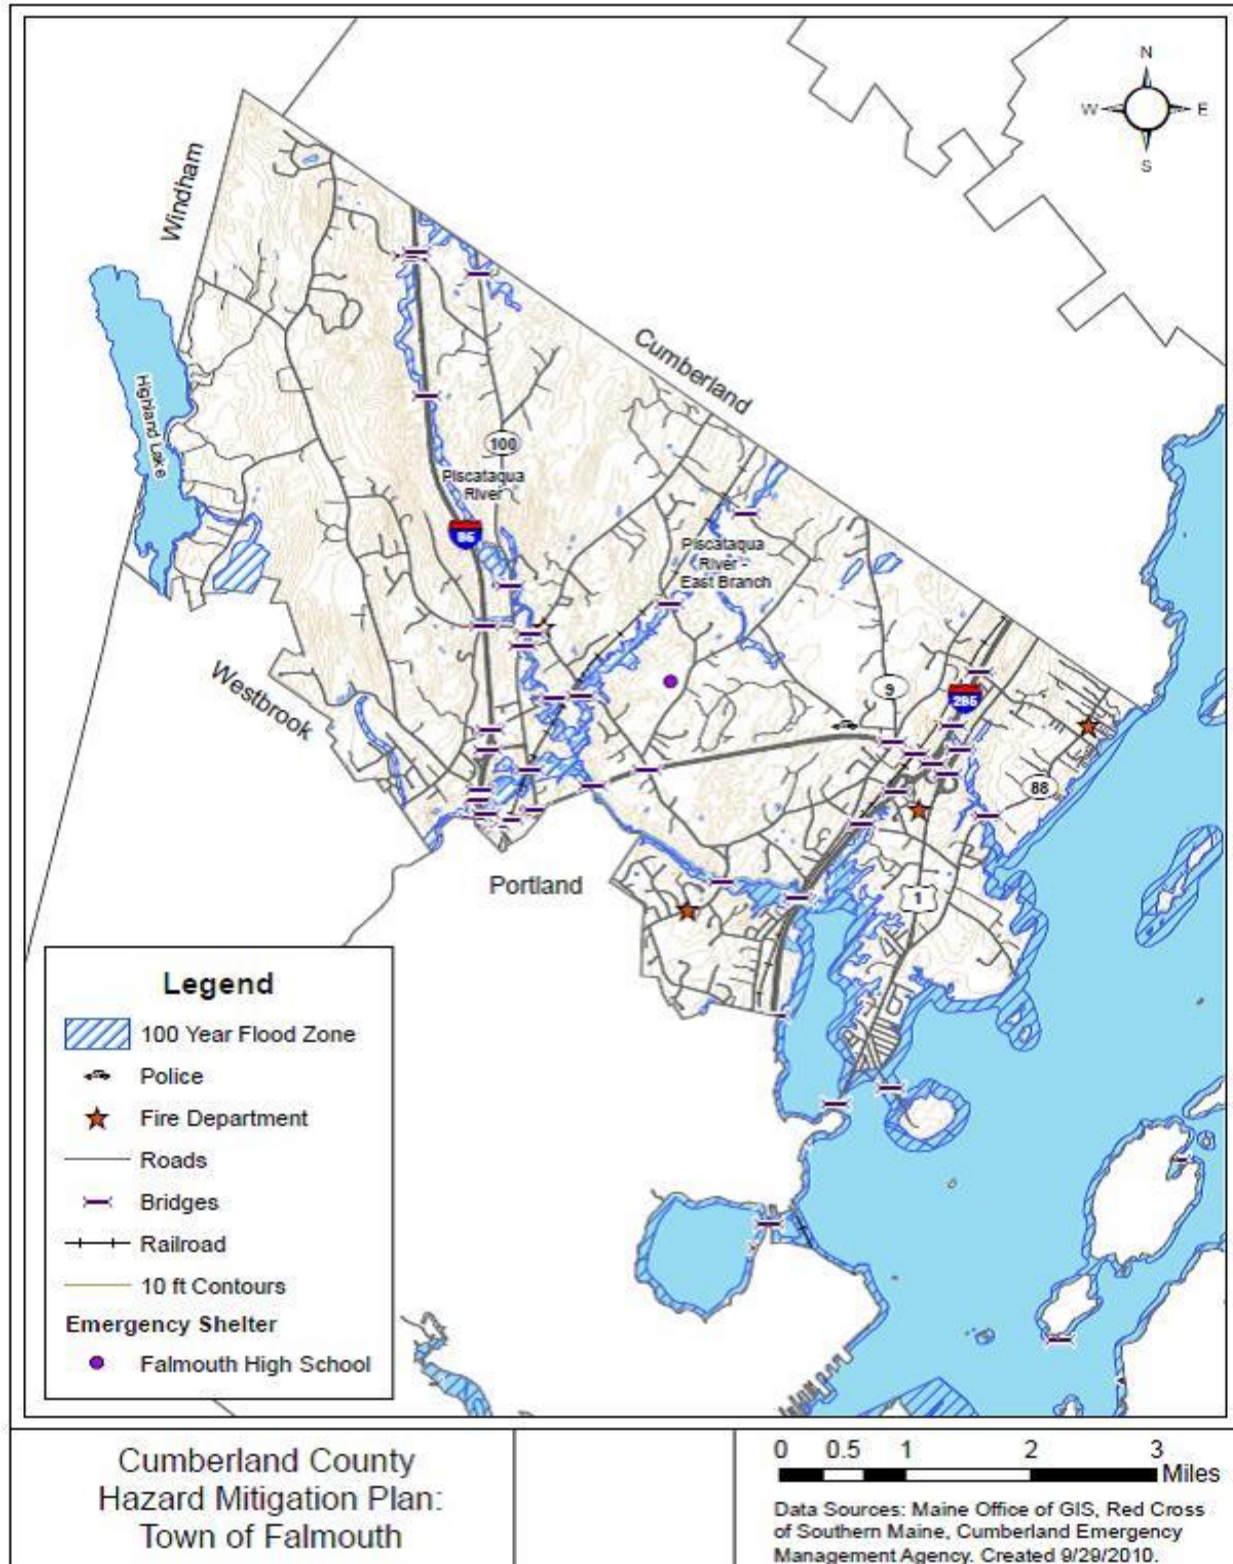 N
W E
S
Windham
Cumberland
Highland Lake
100
Piscataqua
River
95
Piscataqua
River -
East Branch
Westbrook
9
295
88
Portland
1
Legend
100 Year Flood Zone
Police
Fire Department
Roads
Bridges
Railroad
10 ft Contours
Emergency Shelter
Falmouth High School
Cumberland County
Hazard Mitigation Plan:
Town of Falmouth
0 0.5 1 2 3
Miles
Data Sources: Maine Office of GIS, Red Cross
of Southern Maine, Cumberland Emergency
Management Agency. Created 9/29/2010.